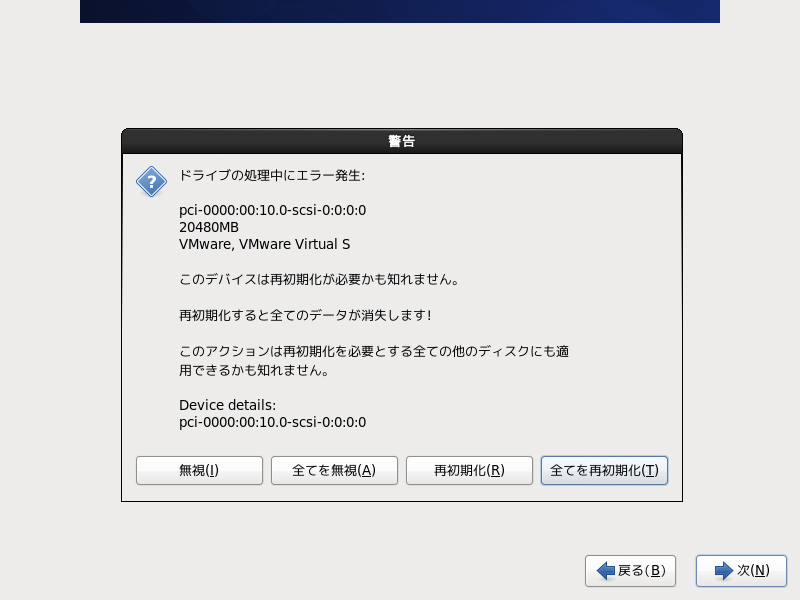 警告
ドライブの処理中にエラー発生:
pci-0000:00:10.0-scsi-0:0:0:0
20480MB
VMware, VMware Virtual S
このデバイスは再初期化が必要かも知れません。
再初期化すると全てのデータが消失します!
このアクションは再初期化を必要とする全ての他のディスクにも適
用できるかも知れません。
Device details:
pci-0000:00:10.0-scsi-0:0:0:0
無視(I) 全てを無視(A) 再初期化(R) 全てを再初期化(T)
戻る(B) 次(N)